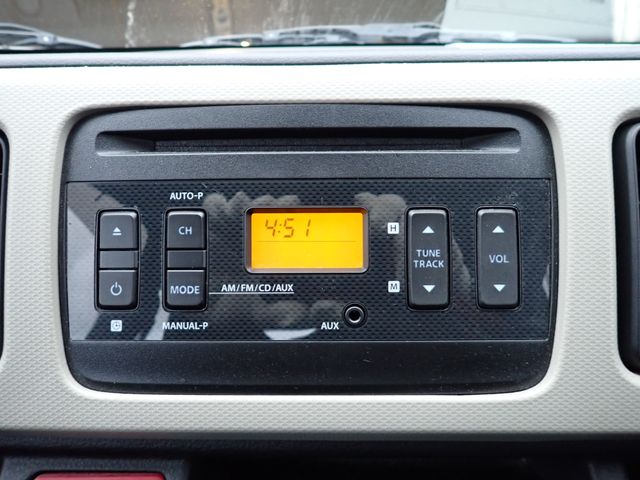 AUTO-P
CH
4:51
H
TUNE
TRACK
VOL
MODE
AM/FM/CD/AUX
M
MANUAL-P
AUX